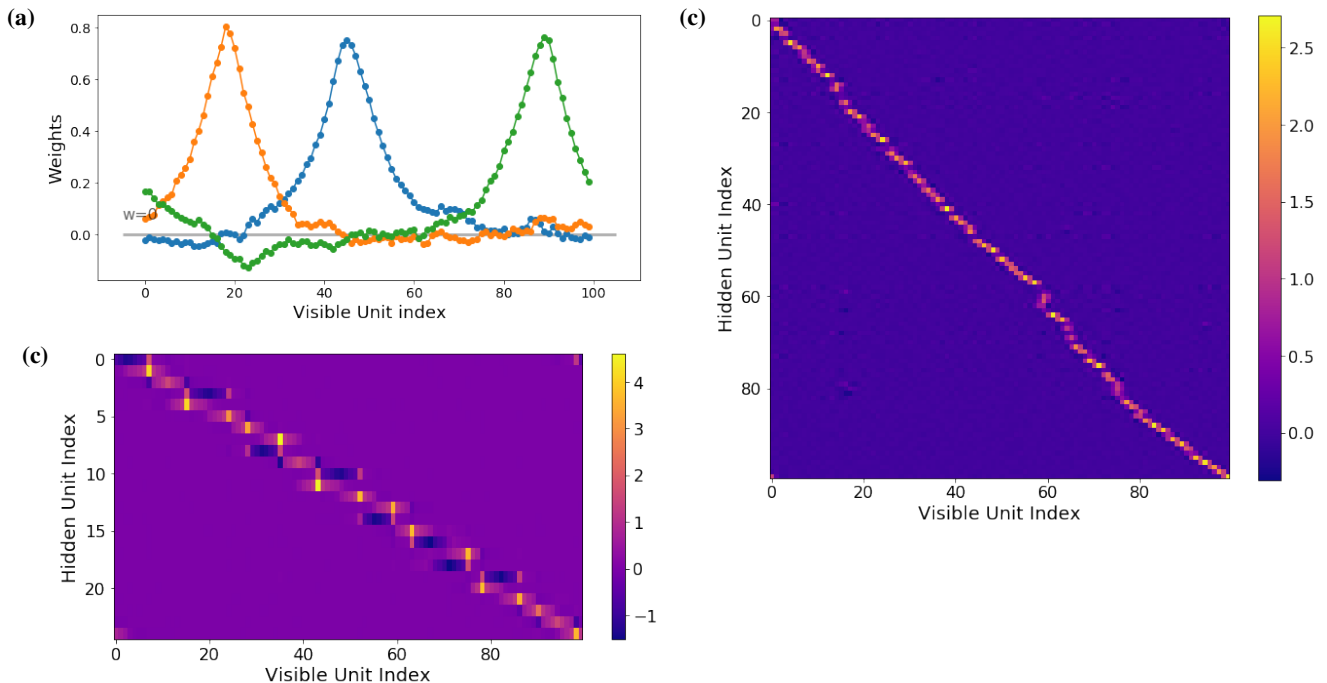 (a)
0.8
0.6
0.4
0.2
0.0
w=0
Weights
0 20 40 60 80 100
Visible Unit index
(c)
0
20
40
60
80
Hidden Unit Index
0 20 40 60 80
Visible Unit Index
2.5
2.0
1.5
1.0
0.5
0.0
(c)
0
5
10
15
20
Hidden Unit Index
0 20 40 60 80
Visible Unit Index
4
3
2
1
0
−1